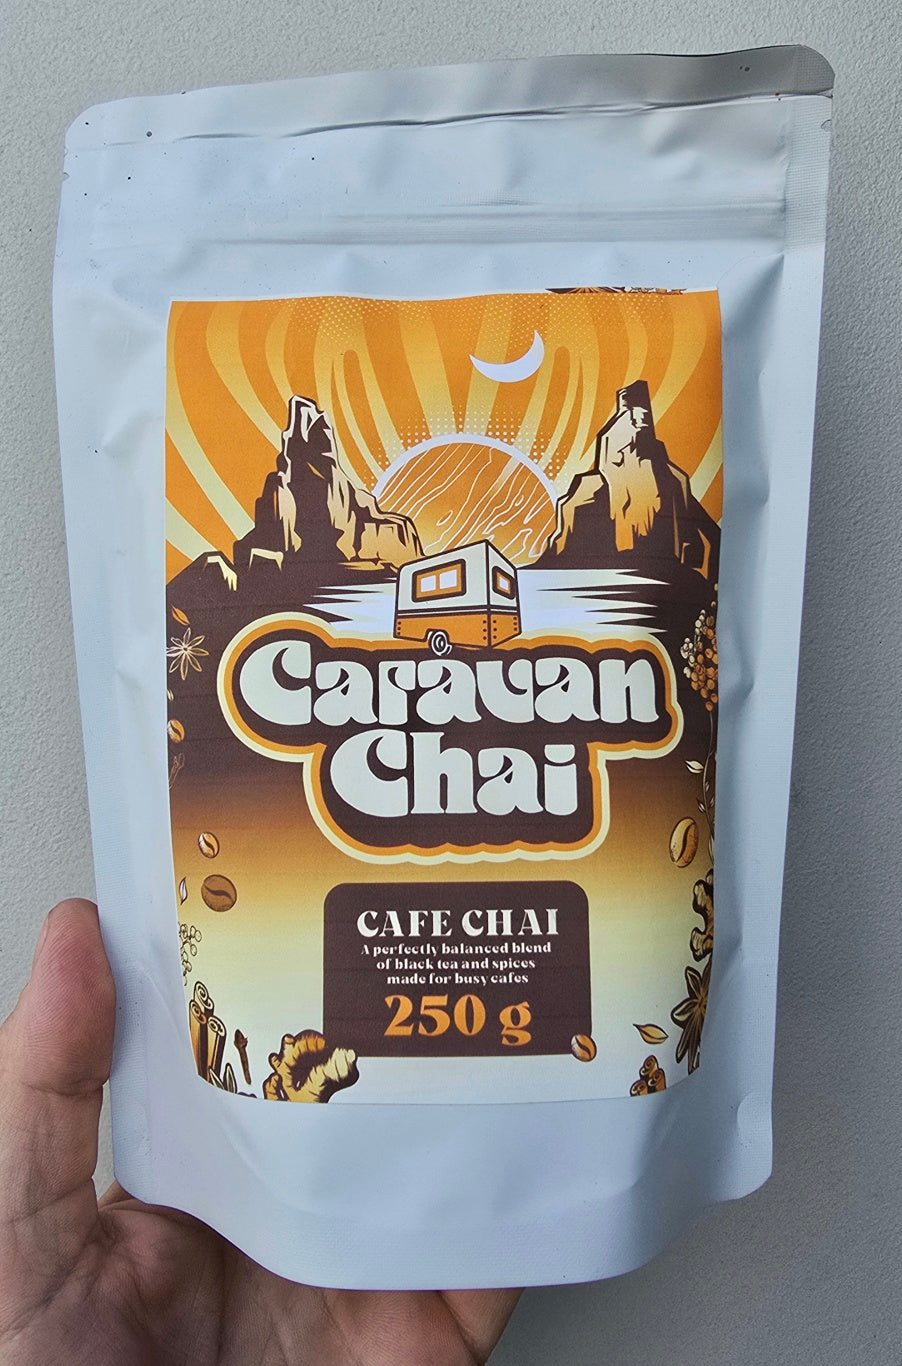 Caravan
Chai
CAFE CHAI
A perfectly balanced blend
of black tea and spices
made for busy cafes
250 g